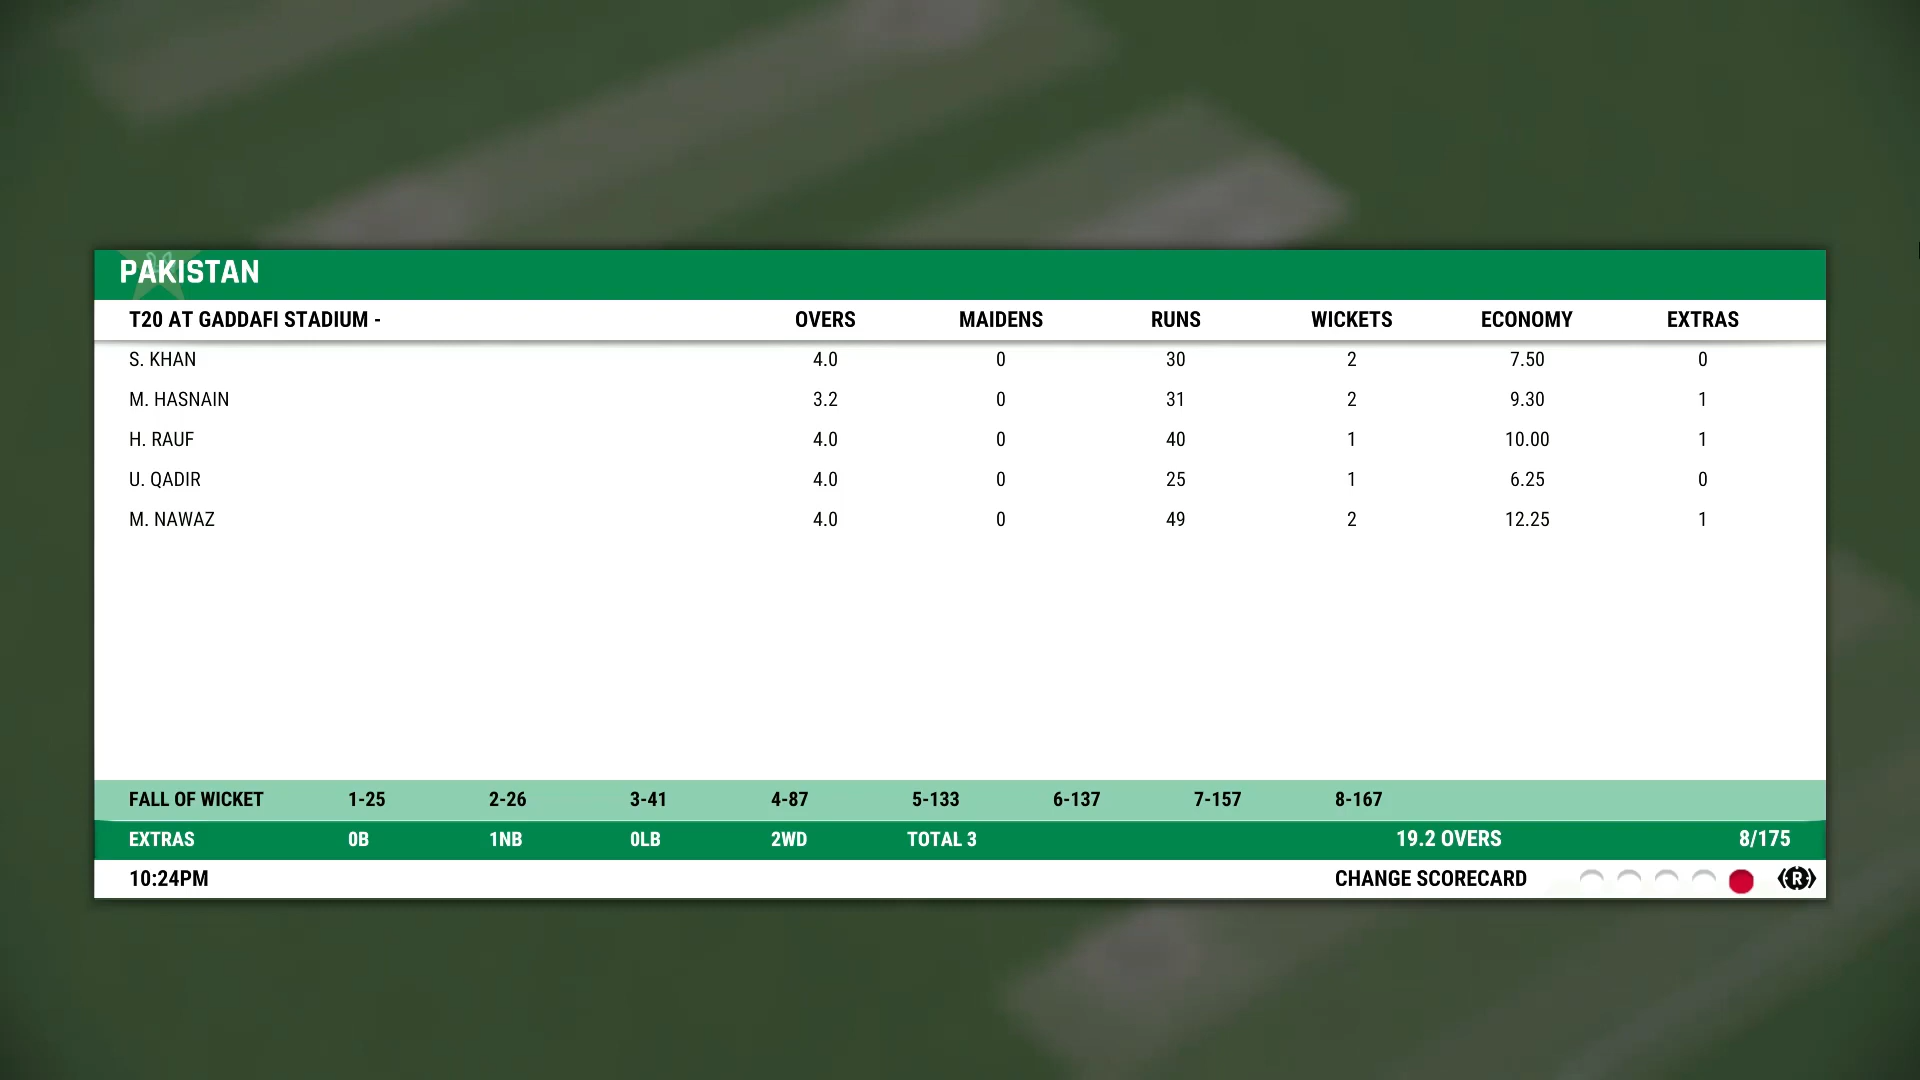 PAKISTAN
T20 AT GADDAFI STADIUM - OVERS MAIDENS RUNS WICKETS ECONOMY EXTRAS
S. KHAN 4.0 0 30 2 7.50 0
M. HASNAIN 3.2 0 31 2 9.30 1
H. RAUF 4.0 0 40 1 10.00 1
U. QADIR 4.0 0 25 1 6.25 0
M. NAWAZ 4.0 0 49 2 12.25 1
FALL OF WICKET 1-25 2-26 3-41 4-87 5-133 6-137 7-157 8-167
EXTRAS 0B 1NB 0LB 2WD TOTAL 3 19.2 OVERS 8/175
10:24PM CHANGE SCORECARD R